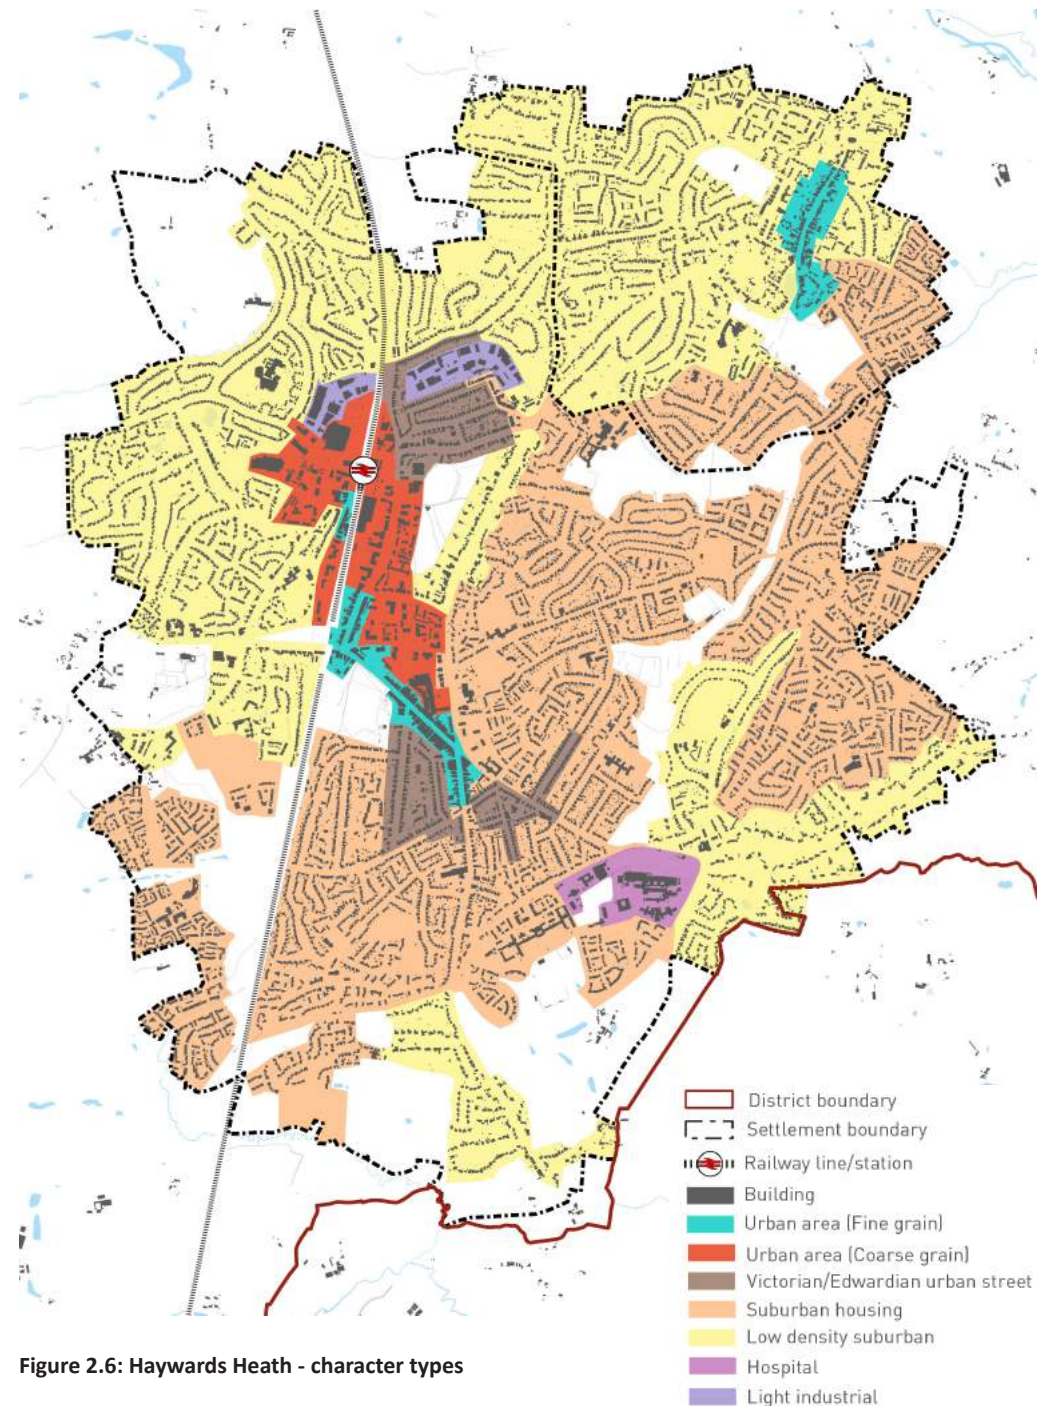 District boundary
Settlement boundary
Railway line/station
Building
Urban area (Fine grain)
Urban area (Coarse grain)
Victorian/Edwardian urban street
Suburban housing
Low density suburban
Hospital
Light industrial
Figure 2.6: Haywards Heath - character types